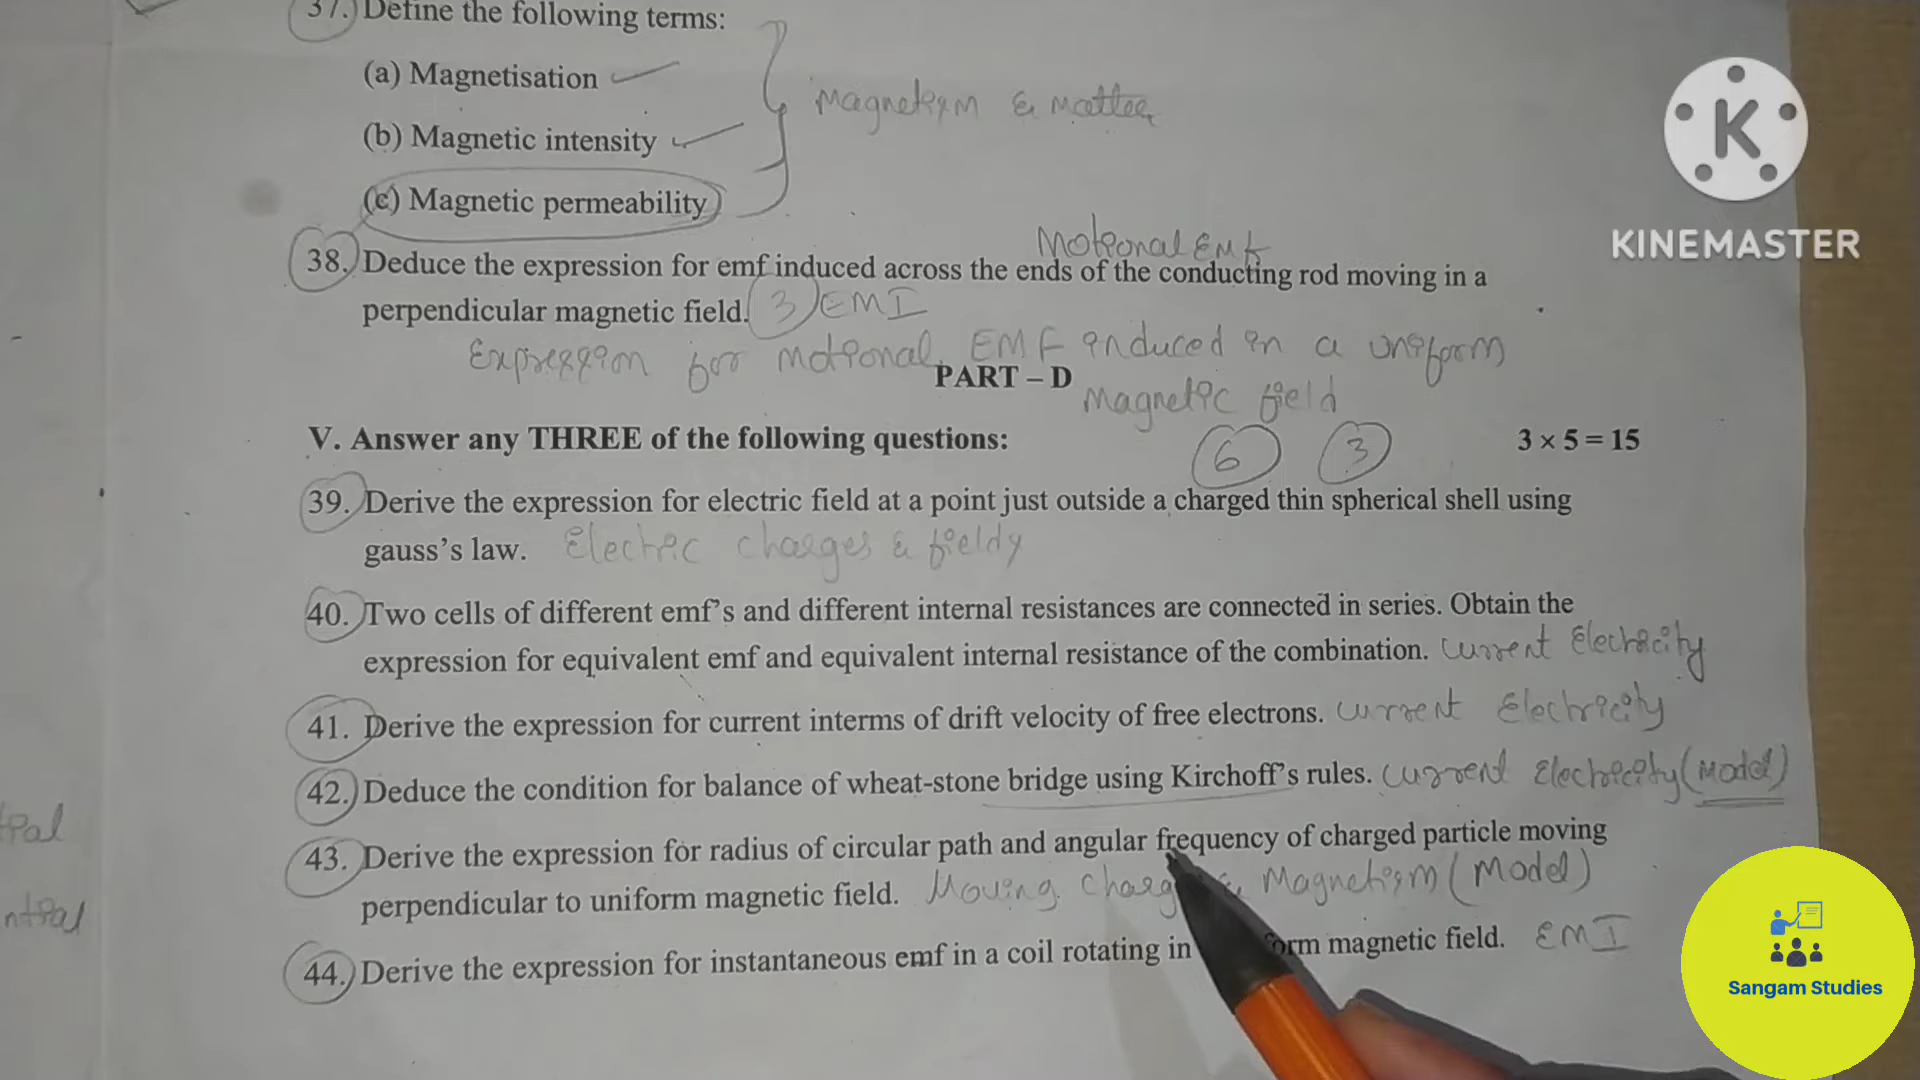 37. Define the following terms:
(a) Magnetisation
(b) Magnetic intensity
Magnetism & matter
(c) Magnetic permeability
Motional EMF
38. Deduce the expression for emf induced across the ends of the conducting rod moving in a
perpendicular magnetic field. 3 EMI
Expression for motional EMF induced in a uniform
PART – D
Magnetic field
V. Answer any THREE of the following questions: 6 3 3 × 5 = 15
39. Derive the expression for electric field at a point just outside a charged thin spherical shell using
gauss’s law. Electric charges & fields
40. Two cells of different emf’s and different internal resistances are connected in series. Obtain the
expression for equivalent emf and equivalent internal resistance of the combination. Current Electricity
41. Derive the expression for current interms of drift velocity of free electrons. Current Electricity
42. Deduce the condition for balance of wheat-stone bridge using Kirchoff’s rules. Current Electricity (Model)
43. Derive the expression for radius of circular path and angular frequency of charged particle moving
perpendicular to uniform magnetic field. Moving & Magnetism (Model)
44. Derive the expression for instantaneous emf in a coil rotating in magnetic field. EMI
K
KINEMASTER
Sangam Studies